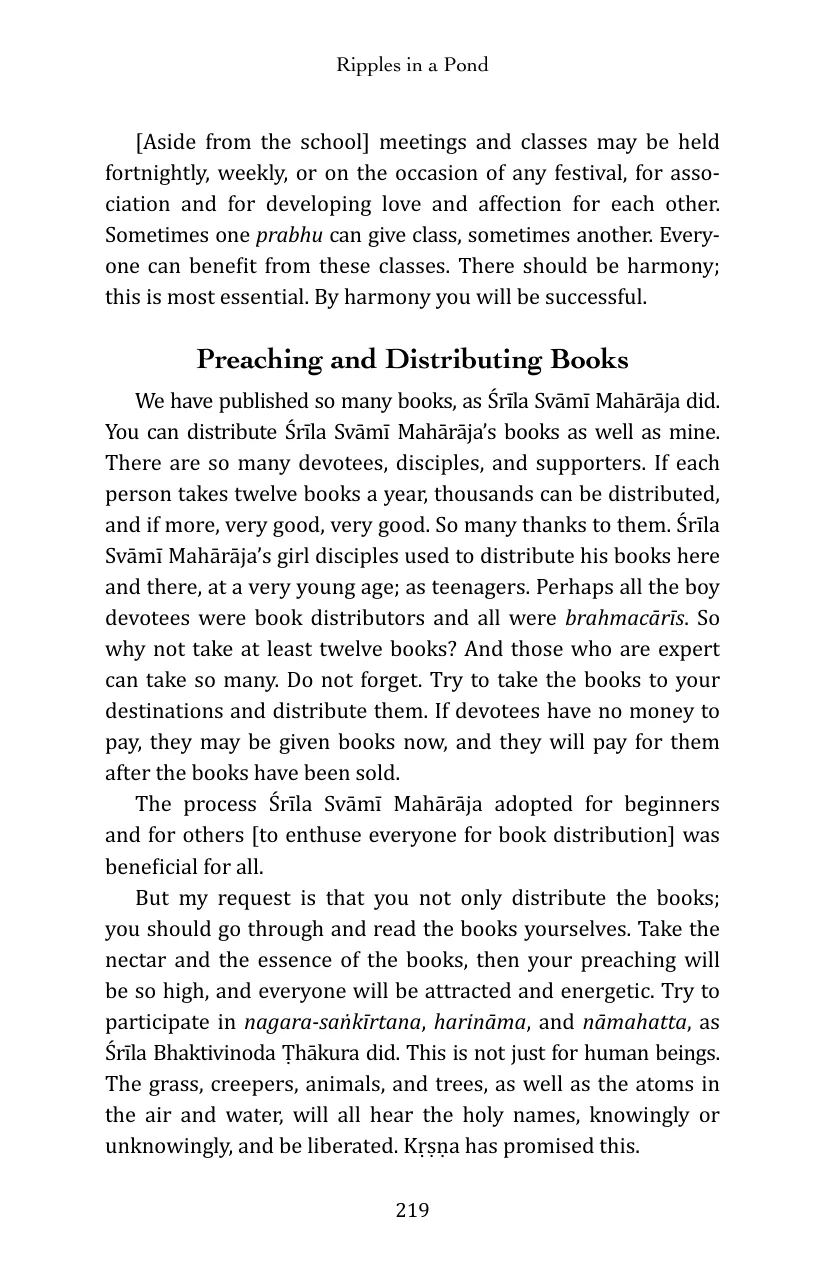 Ripples in a Pond
[Aside from the school] meetings and classes may be held
fortnightly, weekly, or on the occasion of any festival, for asso-
ciation and for developing love and affection for each other.
Sometimes one prabhu can give class, sometimes another. Every-
one can benefit from these classes. There should be harmony;
this is most essential. By harmony you will be successful.
Preaching and Distributing Books
We have published so many books, as Śrīla Svāmī Mahārāja did.
You can distribute Śrīla Svāmī Mahārāja’s books as well as mine.
There are so many devotees, disciples, and supporters. If each
person takes twelve books a year, thousands can be distributed,
and if more, very good, very good. So many thanks to them. Śrīla
Svāmī Mahārāja’s girl disciples used to distribute his books here
and there, at a very young age; as teenagers. Perhaps all the boy
devotees were book distributors and all were brahmacārīs. So
why not take at least twelve books? And those who are expert
can take so many. Do not forget. Try to take the books to your
destinations and distribute them. If devotees have no money to
pay, they may be given books now, and they will pay for them
after the books have been sold.
The process Śrīla Svāmī Mahārāja adopted for beginners
and for others [to enthuse everyone for book distribution] was
beneficial for all.
But my request is that you not only distribute the books;
you should go through and read the books yourselves. Take the
nectar and the essence of the books, then your preaching will
be so high, and everyone will be attracted and energetic. Try to
participate in nagara-saṅkīrtana, harināma, and nāmahatta, as
Śrīla Bhaktivinoda Ṭhākura did. This is not just for human beings.
The grass, creepers, animals, and trees, as well as the atoms in
the air and water, will all hear the holy names, knowingly or
unknowingly, and be liberated. Kṛṣṇa has promised this.
219